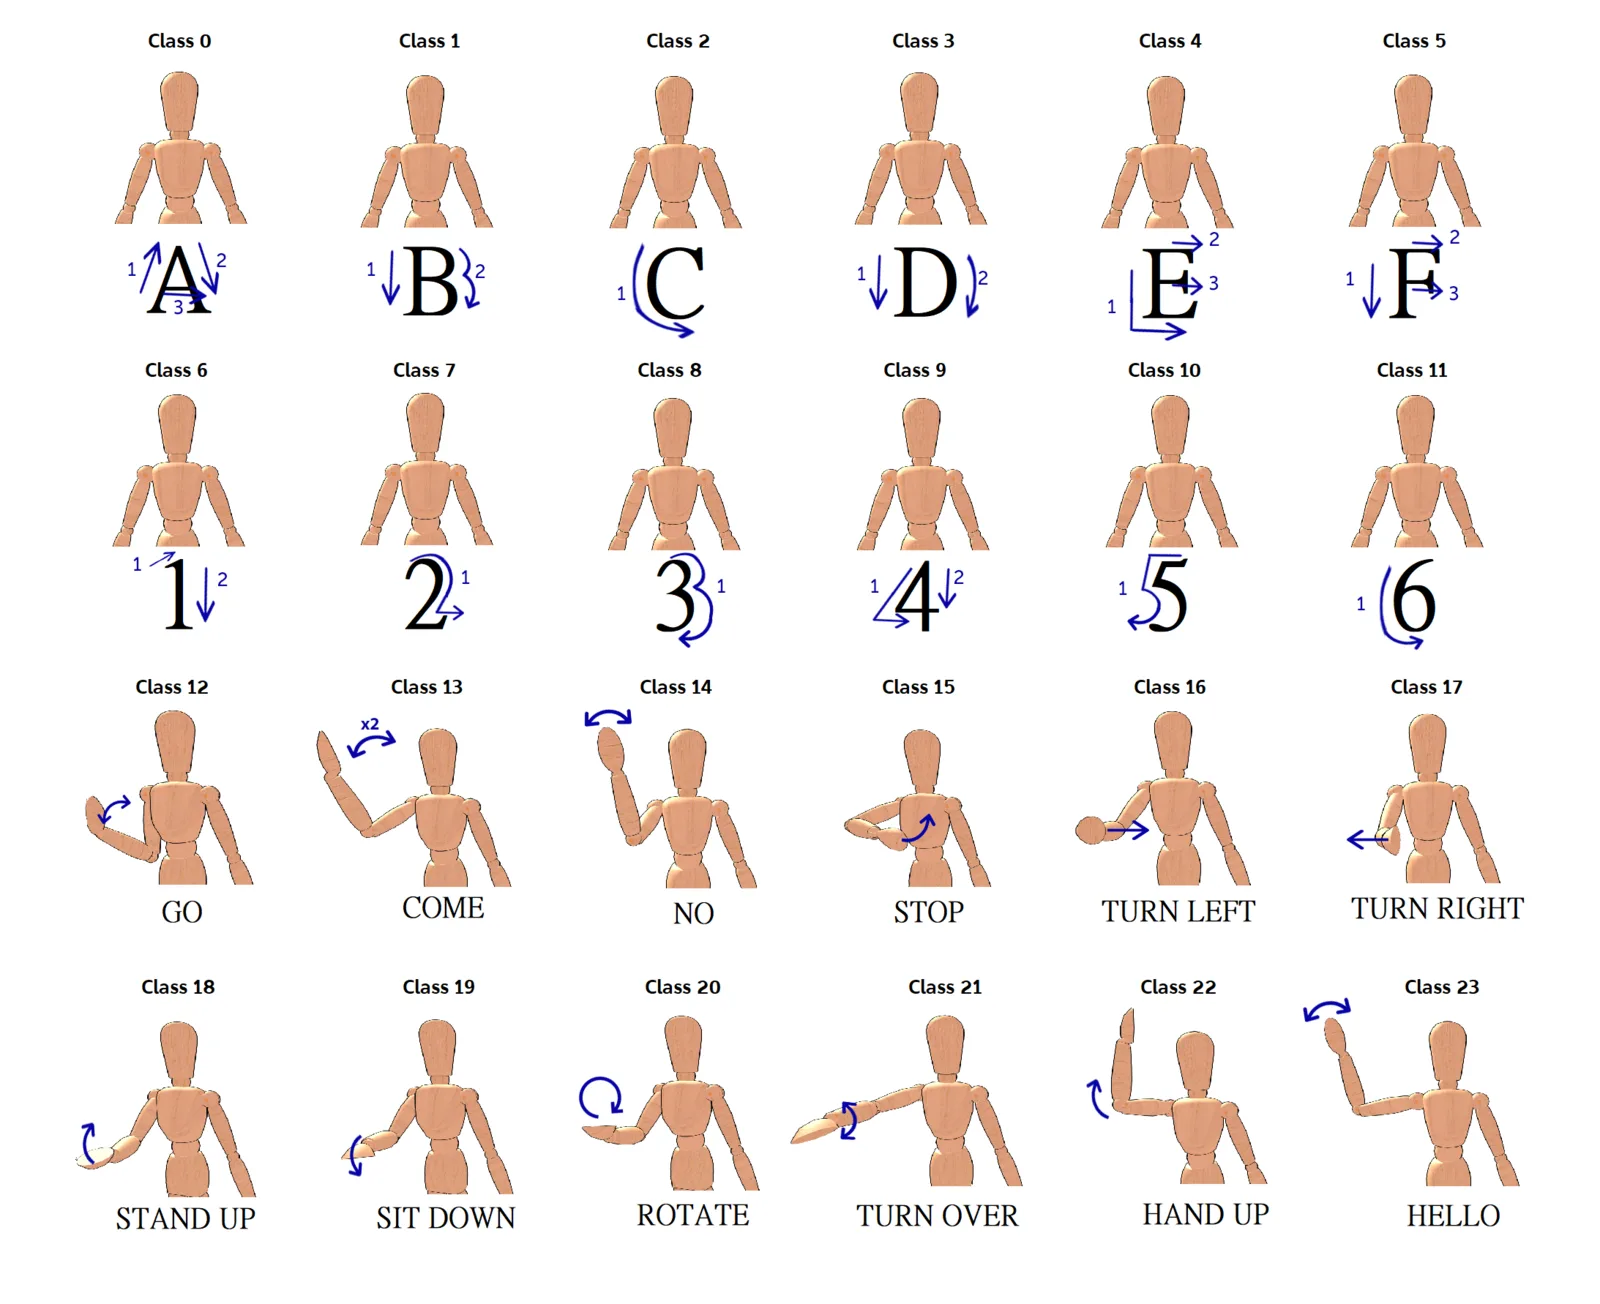 Class 0 Class 1 Class 2 Class 3 Class 4 Class 5
1 A 2 3
1 B 2
1 C
1 D 2
1 E 2 3
1 F 2 3
Class 6 Class 7 Class 8 Class 9 Class 10 Class 11
1 1 2
2 1
3 1
1 4 2
1 5
1 6
Class 12 Class 13 Class 14 Class 15 Class 16 Class 17
x2
GO COME NO STOP TURN LEFT TURN RIGHT
Class 18 Class 19 Class 20 Class 21 Class 22 Class 23
STAND UP SIT DOWN ROTATE TURN OVER HAND UP HELLO